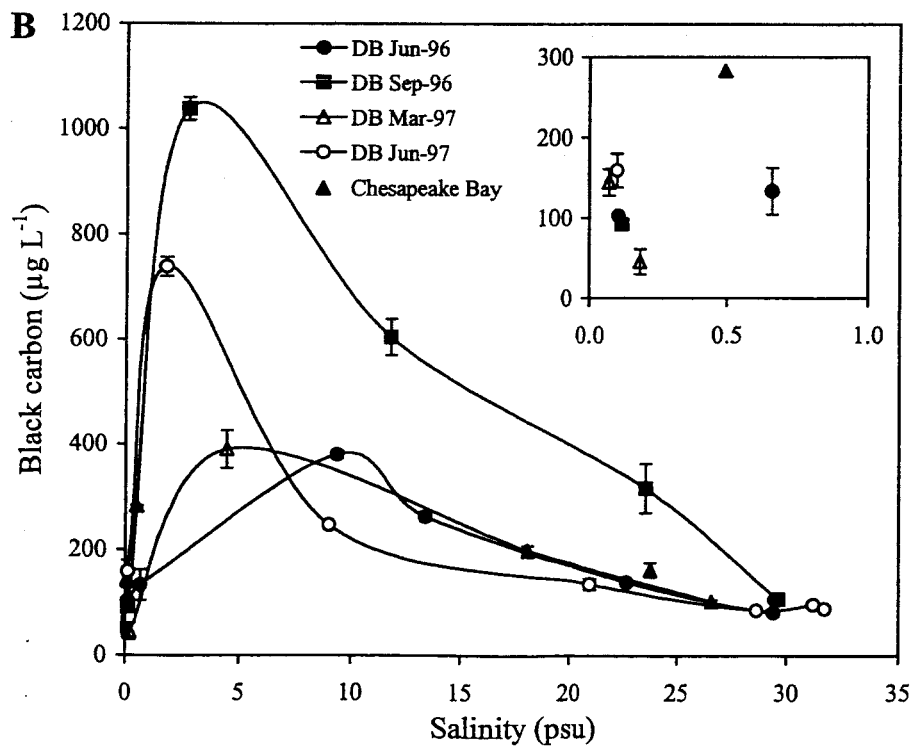 B
DB Jun-96
DB Sep-96
DB Mar-97
DB Jun-97
Chesapeake Bay
1200
1000
800
600
400
200
0
Black carbon (µg L⁻¹)
0 5 10 15 20 25 30 35
Salinity (psu)
300
200
100
0
0.0 0.5 1.0